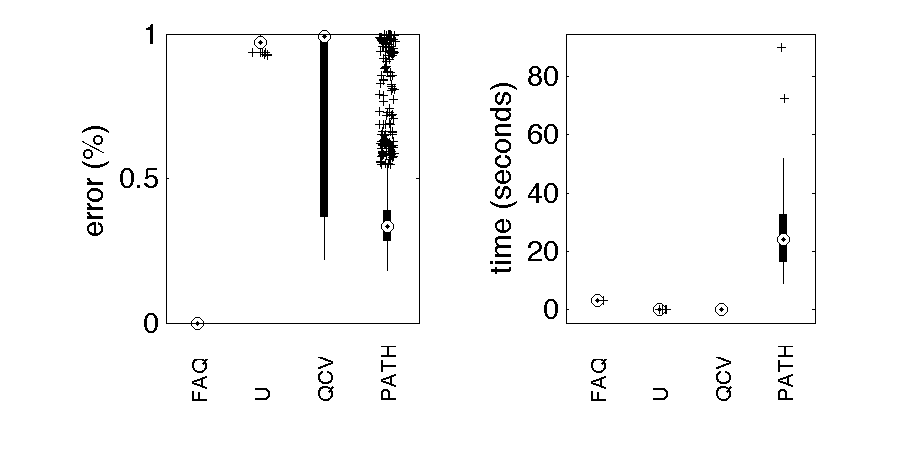 error (%)
1
0.5
0
FAQ
U
QCV
PATH
time (seconds)
80
60
40
20
0
FAQ
U
QCV
PATH